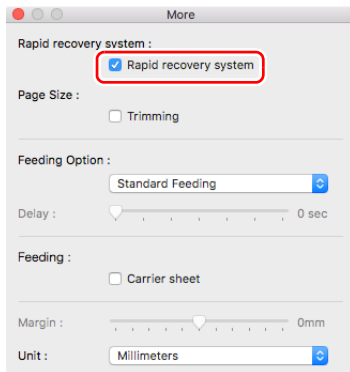 More
Rapid recovery system :
Rapid recovery system
Page Size :
Trimming
Feeding Option :
Standard Feeding
Delay : 0 sec
Feeding :
Carrier sheet
Margin : 0mm
Unit : Millimeters